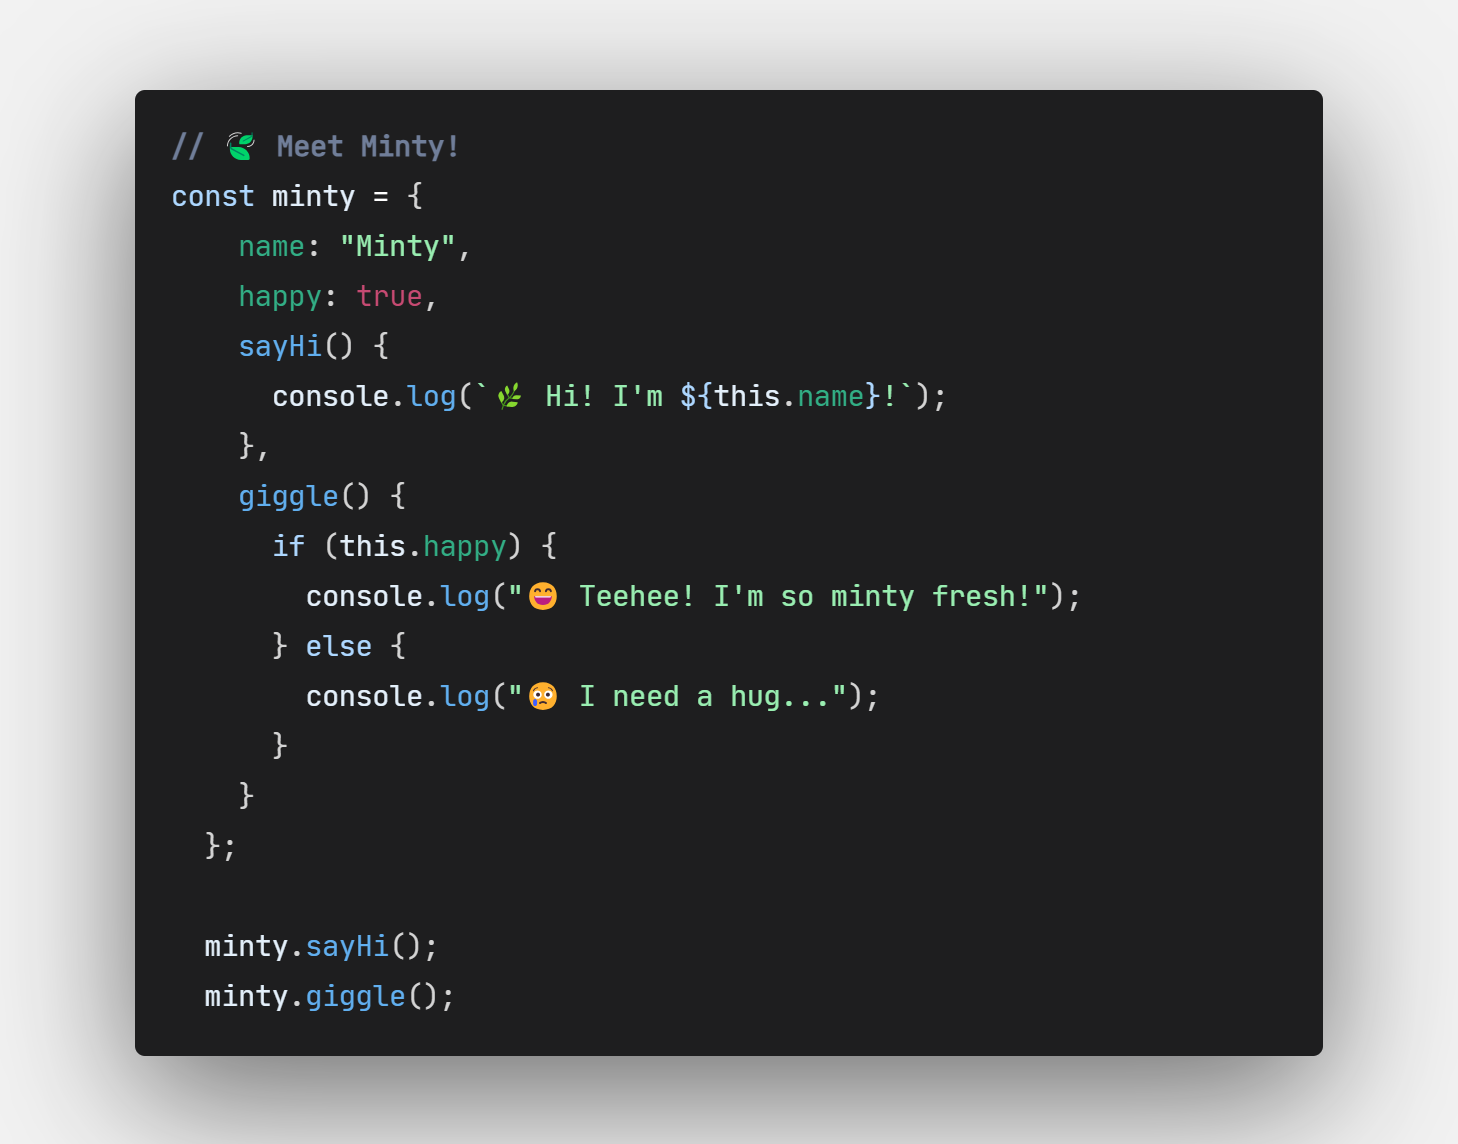 // 🍃 Meet Minty!
const minty = {
    name: "Minty",
    happy: true,
    sayHi() {
      console.log(`🌿 Hi! I'm ${this.name}!`);
    },
    giggle() {
      if (this.happy) {
        console.log("😄 Teehee! I'm so minty fresh!");
      } else {
        console.log("😢 I need a hug...");
      }
    }
  };

  minty.sayHi();
  minty.giggle();